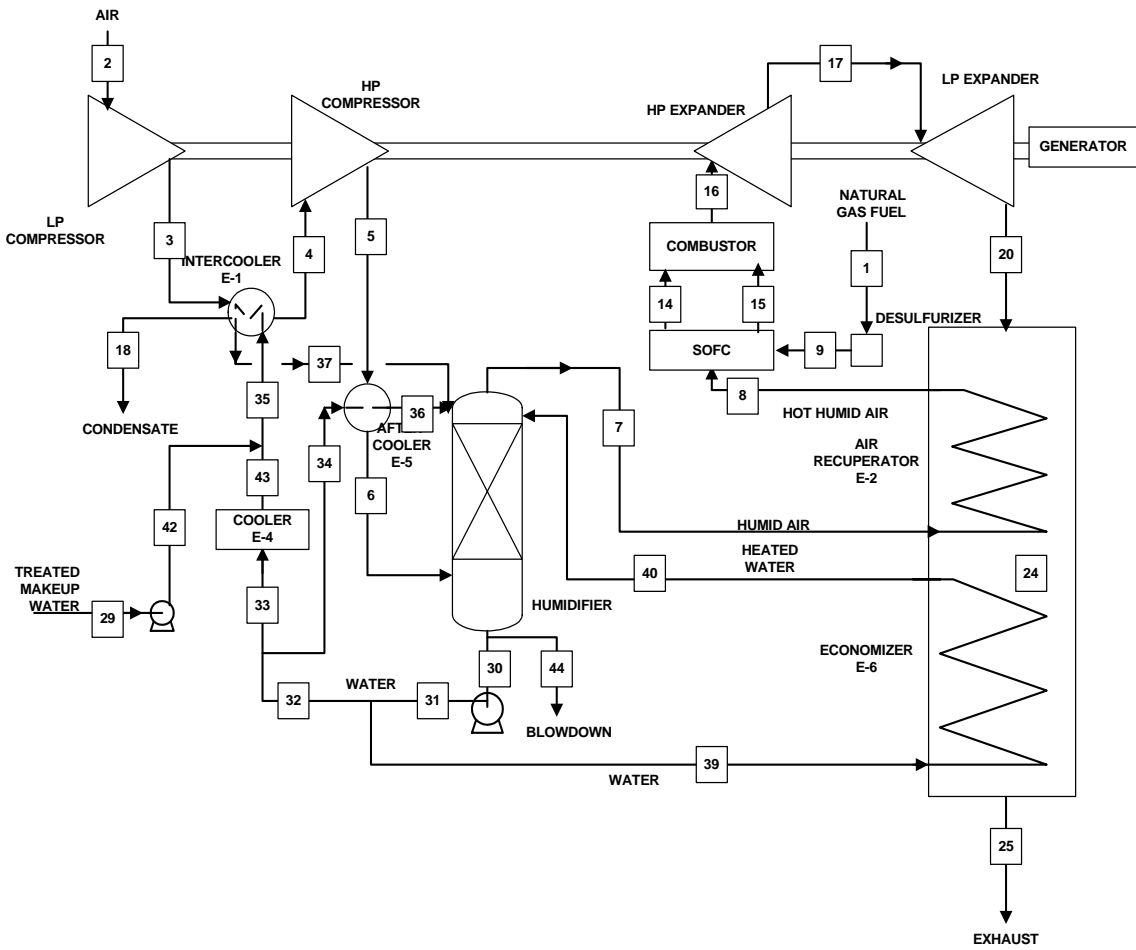 AIR
2
HP
COMPRESSOR
17
LP EXPANDER
HP EXPANDER
GENERATOR
16
NATURAL
GAS FUEL
LP
COMPRESSOR
3
4
5
COMBUSTOR
1
20
INTERCOOLER
E-1
14
15
DESULFURIZER
18
37
SOFC
9
35
36
8
HOT HUMID AIR
CONDENSATE
AFTER
COOLER
E-5
34
7
AIR
RECUPERATOR
E-2
43
6
42
COOLER
E-4
HUMID AIR
HEATED
WATER
TREATED
MAKEUP
WATER
40
24
33
29
HUMIDIFIER
ECONOMIZER
E-6
30
44
WATER
32
31
BLOWDOWN
39
WATER
25
EXHAUST